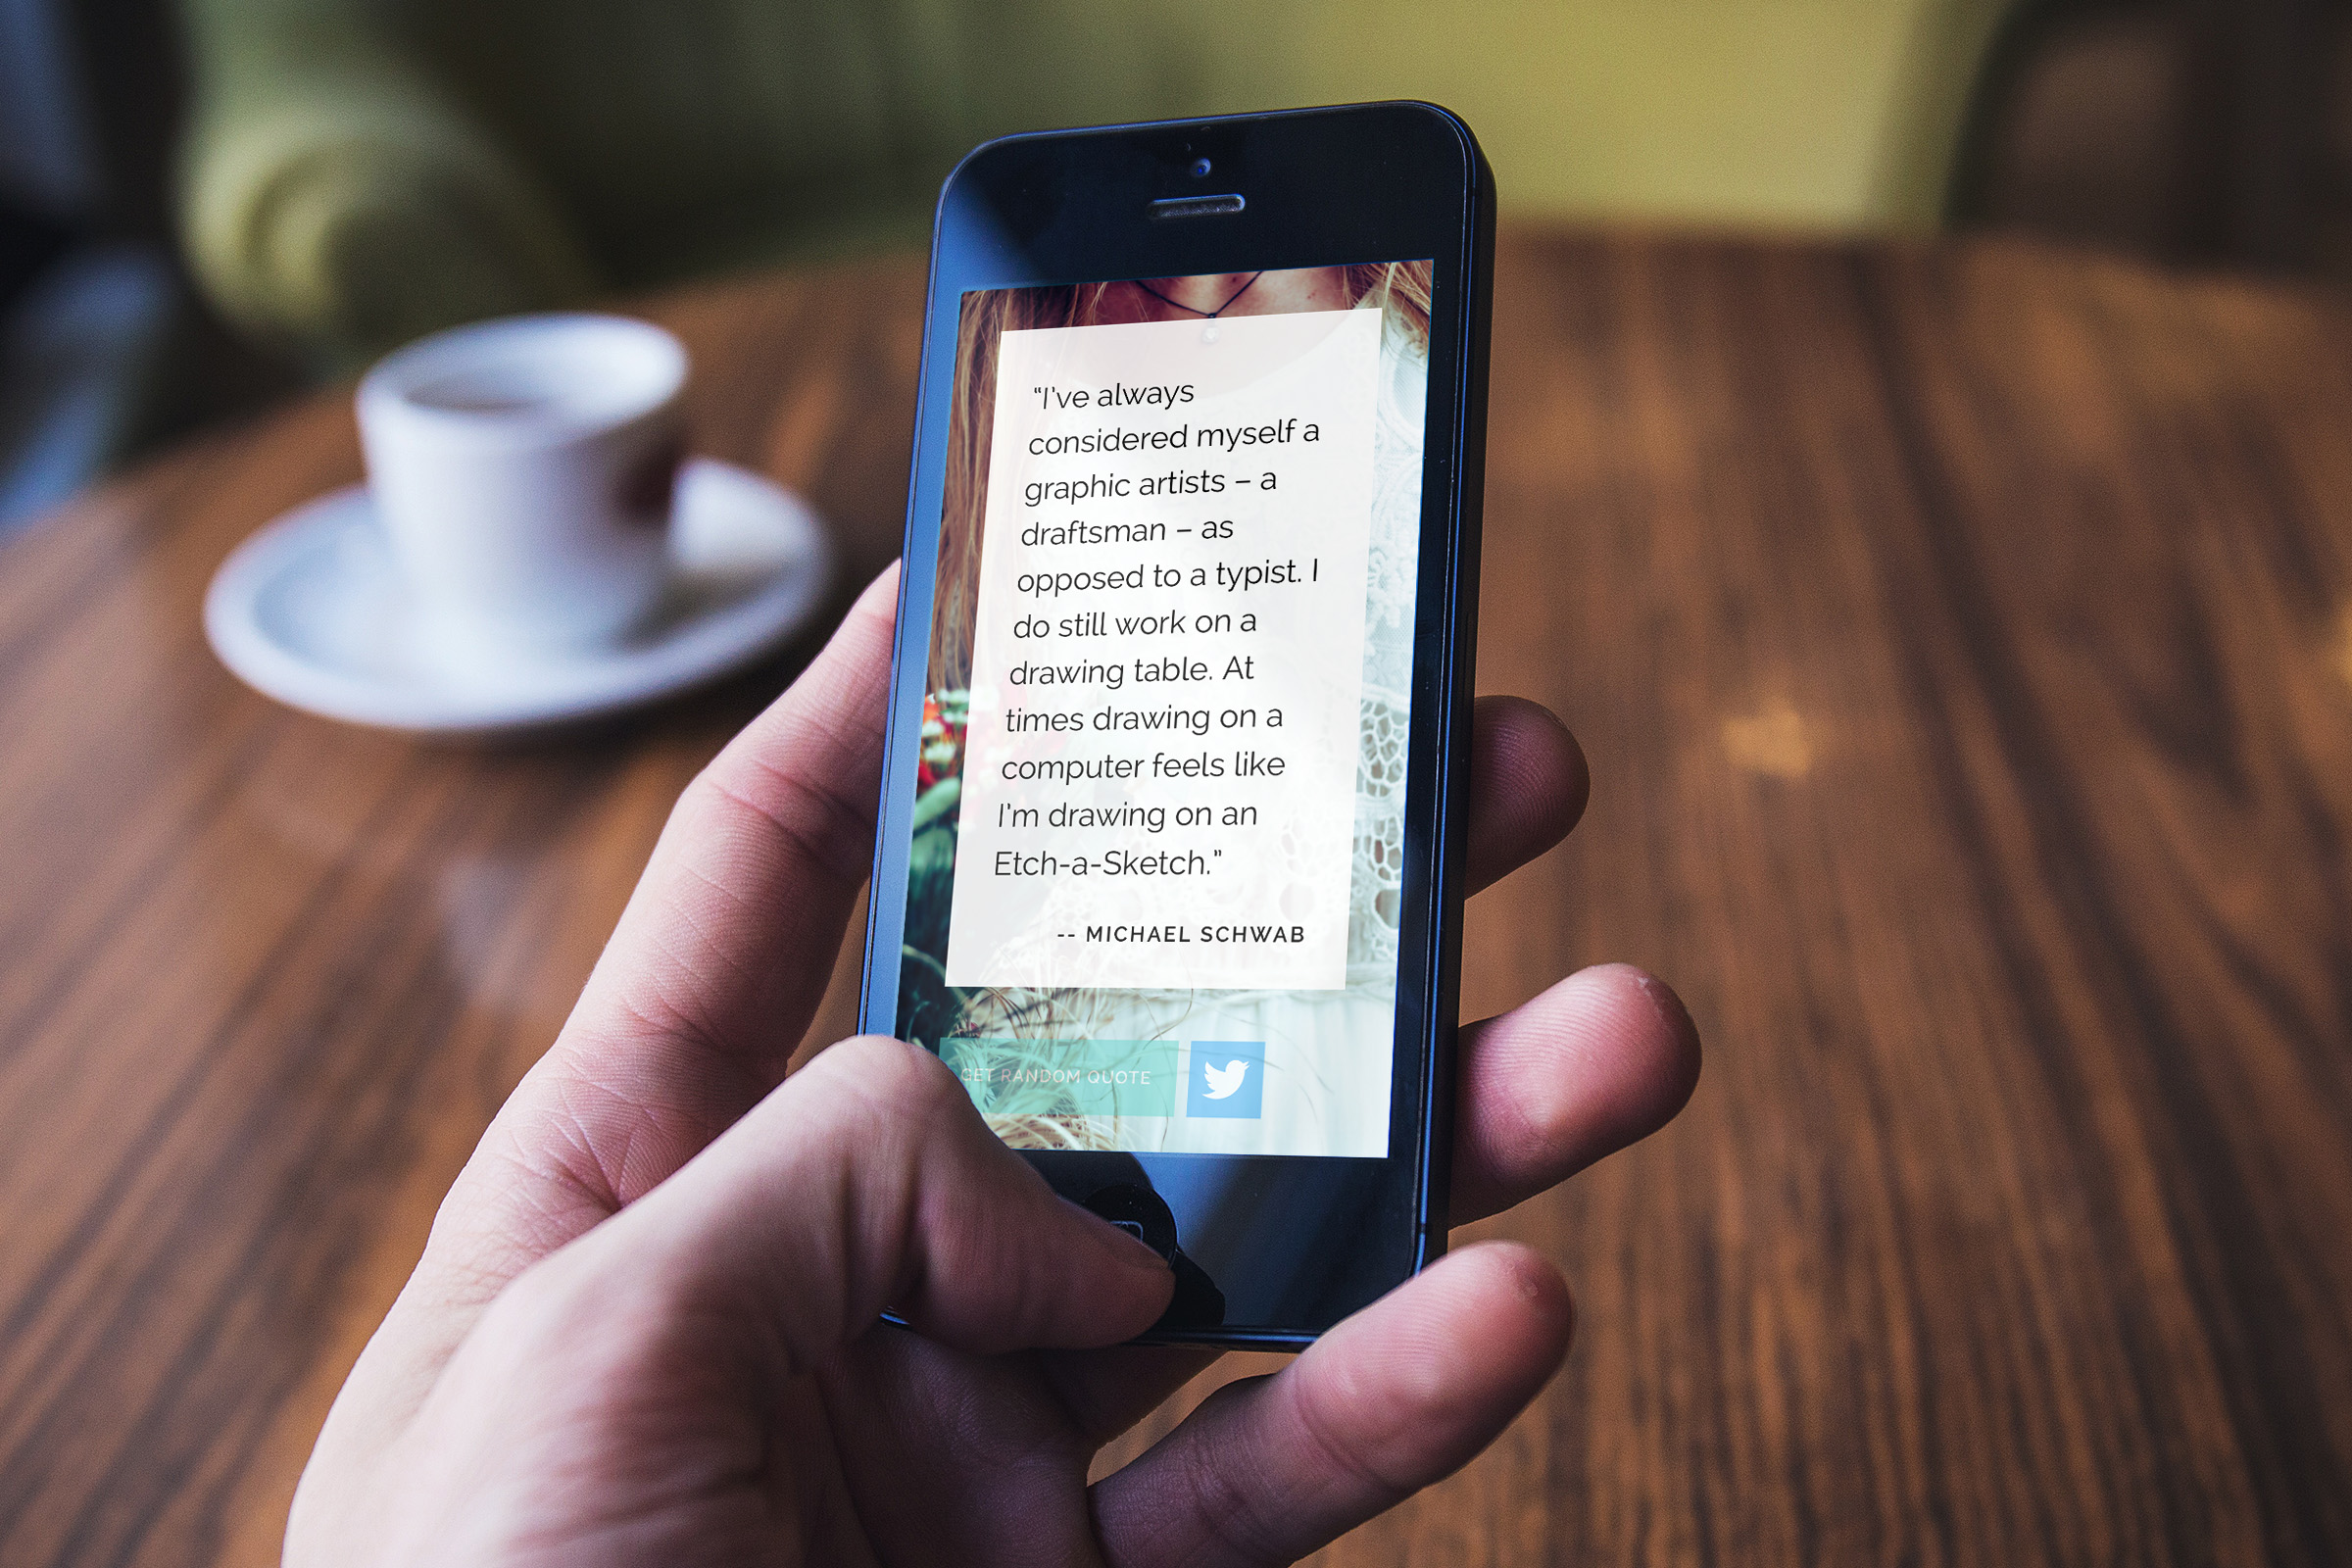 “I’ve always
considered myself a
graphic artists – a
draftsman – as
opposed to a typist. I
do still work on a
drawing table. At
times drawing on a
computer feels like
I’m drawing on an
Etch-a-Sketch.”
-- MICHAEL SCHWAB
GET RANDOM QUOTE